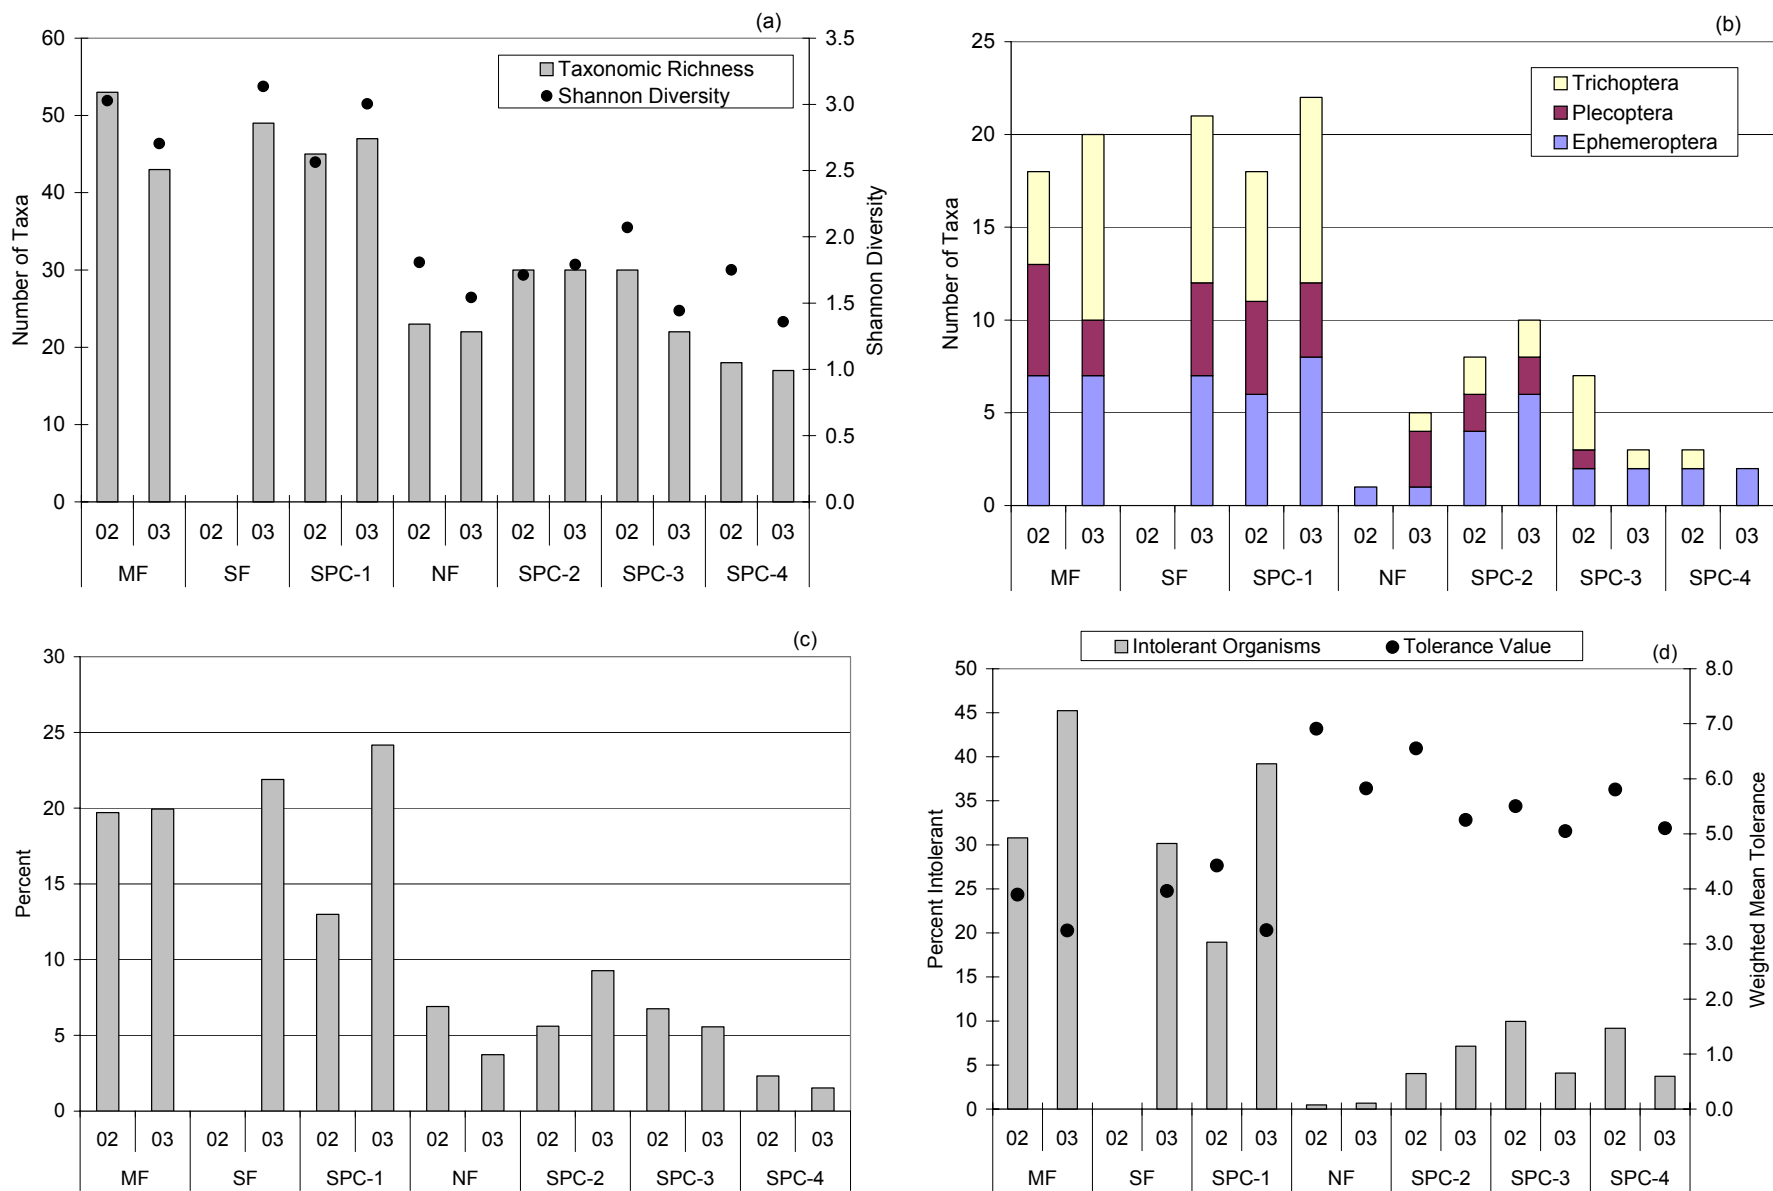 (a)
60
50
40
30
20
10
0
3.5
3.0
2.5
2.0
1.5
1.0
0.5
0.0
Number of Taxa
Shannon Diversity
Taxonomic Richness
Shannon Diversity
02 03 02 03 02 03 02 03 02 03 02 03 02 03
MF SF SPC-1 NF SPC-2 SPC-3 SPC-4
(b)
25
20
15
10
5
0
Number of Taxa
Trichoptera
Plecoptera
Ephemeroptera
02 03 02 03 02 03 02 03 02 03 02 03 02 03
MF SF SPC-1 NF SPC-2 SPC-3 SPC-4
(c)
30
25
20
15
10
5
0
Percent
02 03 02 03 02 03 02 03 02 03 02 03 02 03
MF SF SPC-1 NF SPC-2 SPC-3 SPC-4
Intolerant Organisms Tolerance Value
(d)
50
45
40
35
30
25
20
15
10
5
0
8.0
7.0
6.0
5.0
4.0
3.0
2.0
1.0
0.0
Percent Intolerant
Weighted Mean Tolerance
02 03 02 03 02 03 02 03 02 03 02 03 02 03
MF SF SPC-1 NF SPC-2 SPC-3 SPC-4